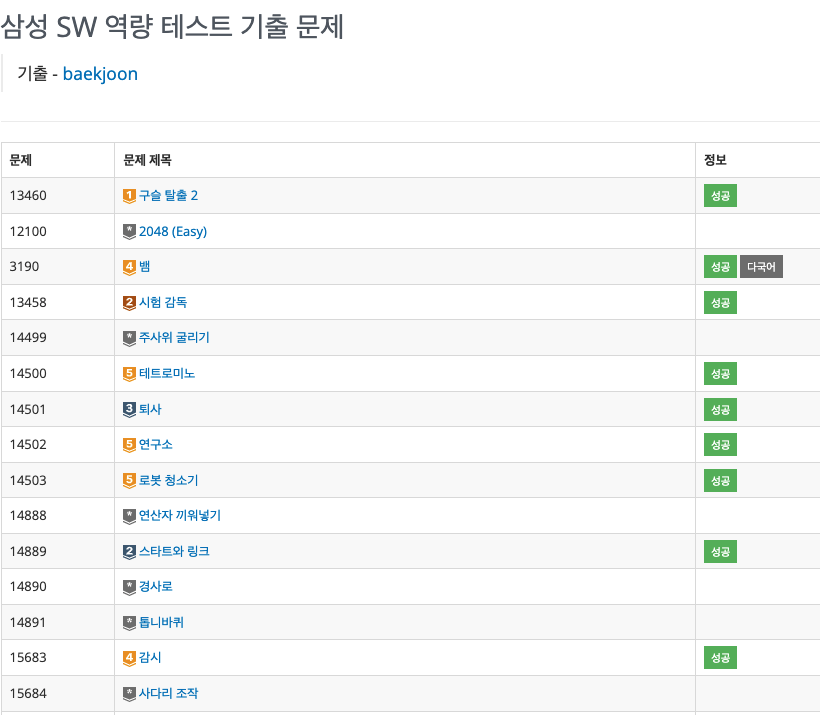 삼성 SW 역량 테스트 기출 문제
기출 - baekjoon
문제 문제 제목 정보
13460 1 구슬 탈출 2 성공
12100 * 2048 (Easy)
3190 4 뱀 성공 다국어
13458 2 시험 감독 성공
14499 * 주사위 굴리기
14500 5 테트로미노 성공
14501 3 퇴사 성공
14502 5 연구소 성공
14503 5 로봇 청소기 성공
14888 * 연산자 끼워넣기
14889 2 스타트와 링크 성공
14890 * 경사로
14891 * 톱니바퀴
15683 4 감시 성공
15684 * 사다리 조작